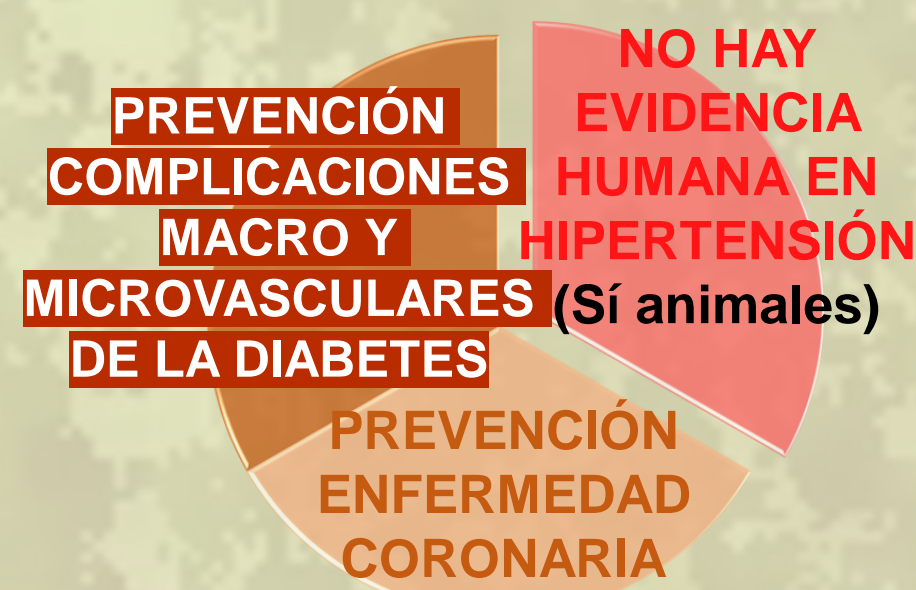 PREVENCIÓN
COMPLICACIONES
MACRO Y
MICROVASCULARES
DE LA DIABETES
NO HAY
EVIDENCIA
HUMANA EN
HIPERTENSIÓN
(Sí animales)
PREVENCIÓN
ENFERMEDAD
CORONARIA